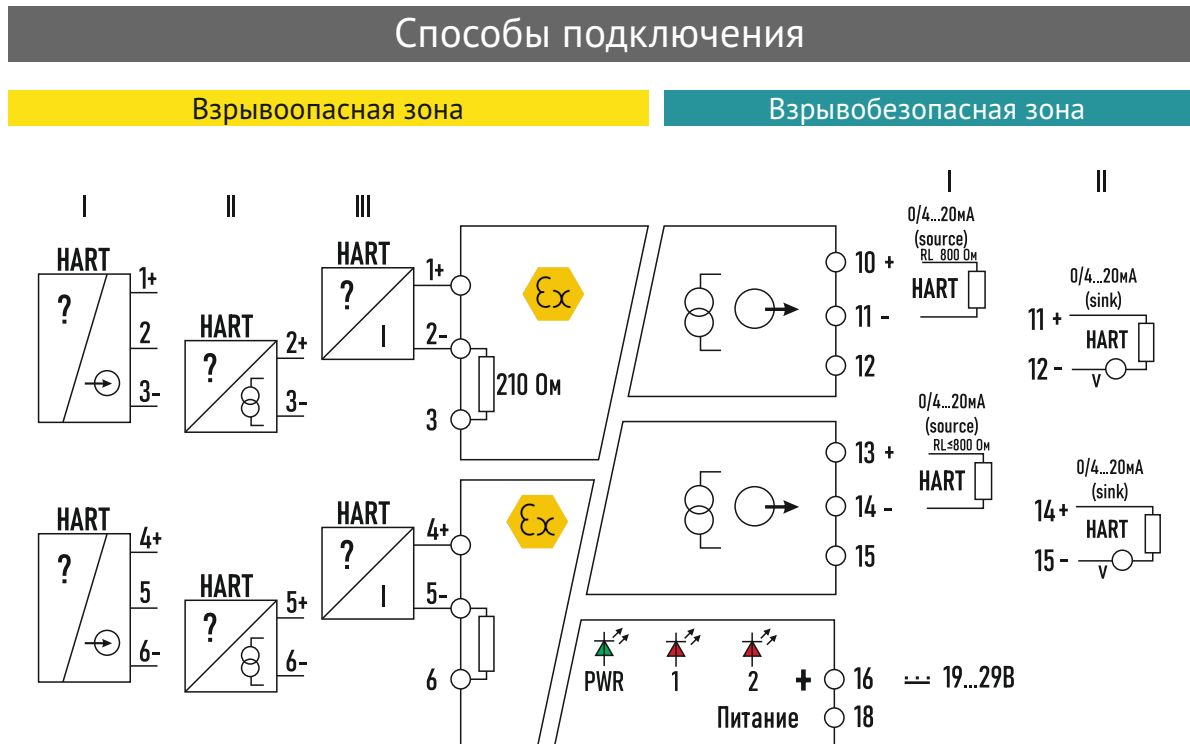 Способы подключения
Взрывоопасная зона
Взрывобезопасная зона
I
II
III
I
II
HART
?
1+
2
3-
HART
?
2+
3-
HART
?
I
1+
2-
3
210 Ом
Ex
10 +
11 -
12
0/4...20мА
(source)
RL 800 Ом
HART
0/4...20мА
(sink)
11 +
HART
12 -
V
13 +
14 -
15
0/4...20мА
(source)
RL≤800 Ом
HART
0/4...20мА
(sink)
14+
HART
15 -
V
HART
?
4+
5
6-
HART
?
5+
6-
HART
?
I
4+
5-
6
Ex
PWR
1
2
+
16
19...29В
Питание
18